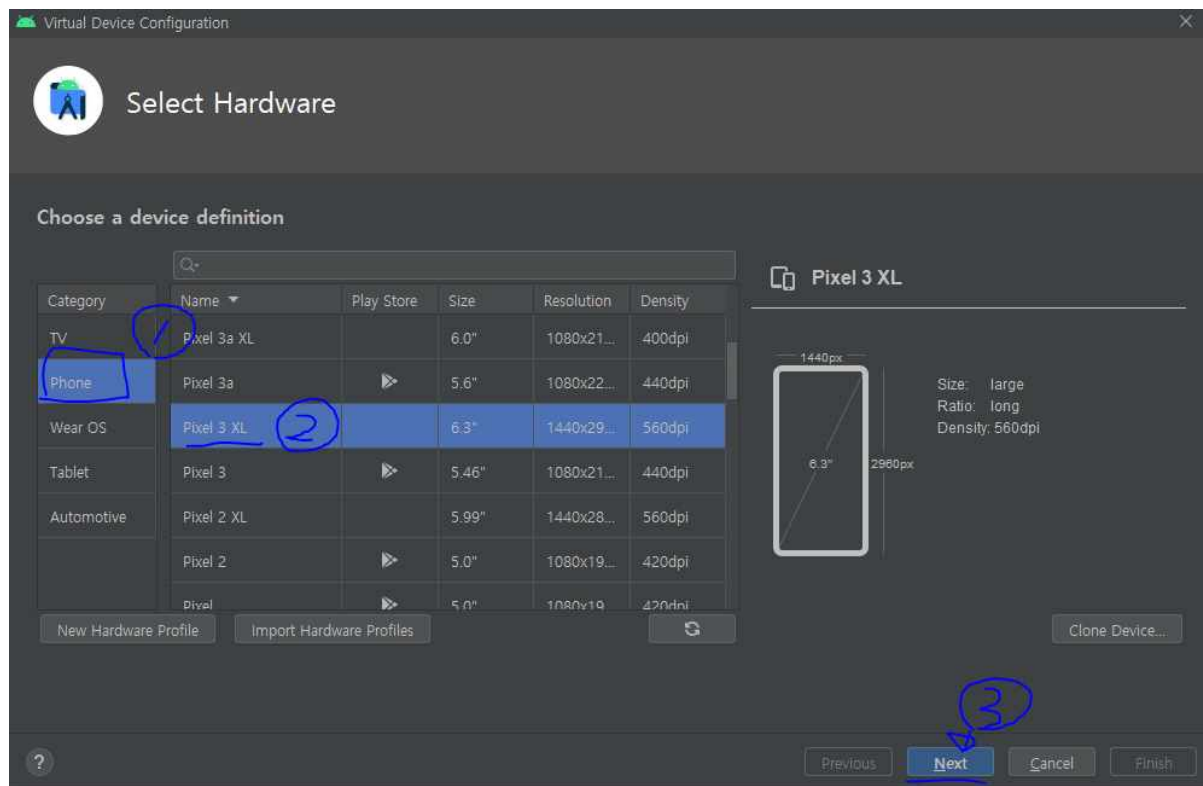 Virtual Device Configuration
Select Hardware
Choose a device definition
Category Name Play Store Size Resolution Density
TV Pixel 3a XL 6.0" 1080x21... 400dpi
Phone Pixel 3a 5.6" 1080x22... 440dpi
Wear OS Pixel 3 XL 6.3" 1440x29... 560dpi
Tablet Pixel 3 5.46" 1080x21... 440dpi
Automotive Pixel 2 XL 5.99" 1440x28... 560dpi
Pixel 2 5.0" 1080x19... 420dpi
Pixel 5.0" 1080x19... 420dpi
New Hardware Profile Import Hardware Profiles
Pixel 3 XL
1440px
6.3" 2960px
Size: large
Ratio: long
Density: 560dpi
Clone Device...
1
2
3
? Previous Next Cancel Finish